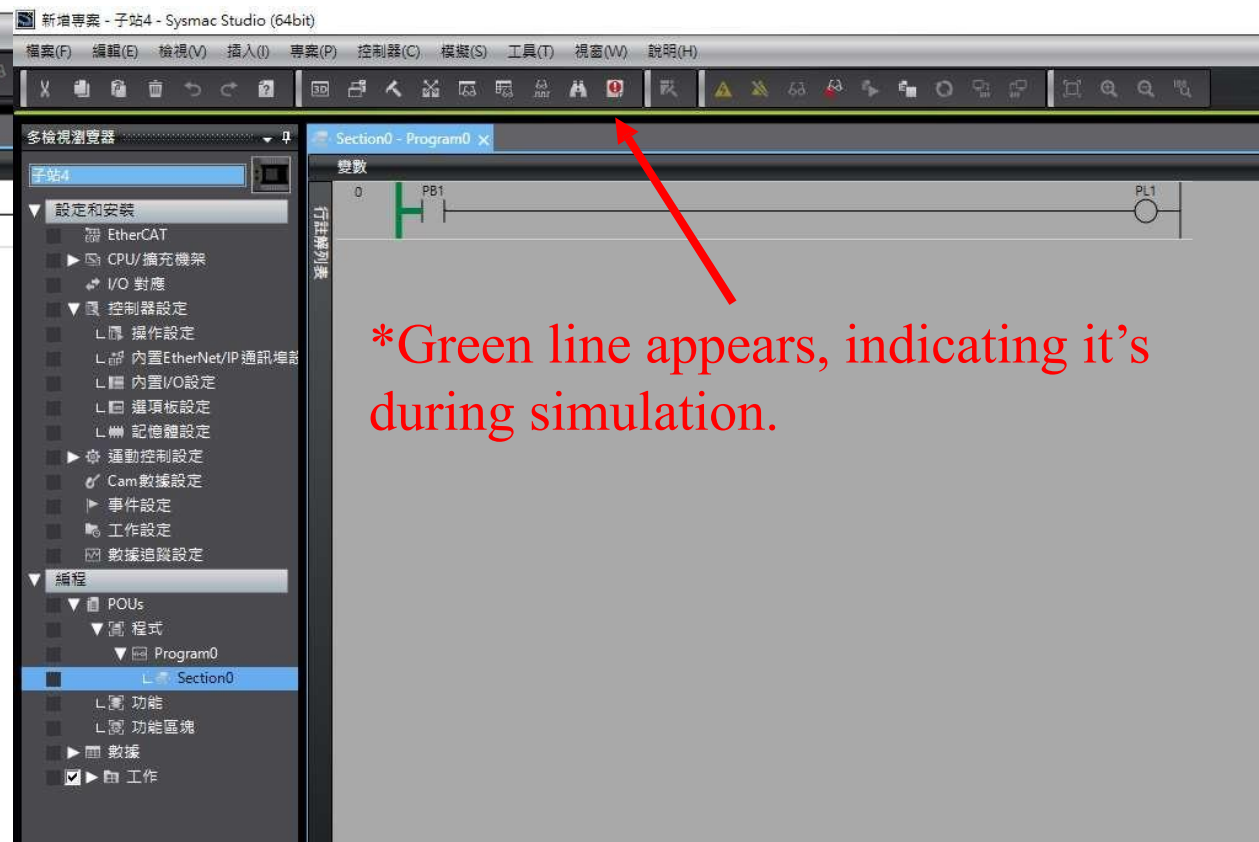 新增專案 - 子站4 - Sysmac Studio (64bit)
檔案(F) 編輯(E) 檢視(V) 插入(I) 專案(P) 控制器(C) 模擬(S) 工具(T) 視窗(W) 說明(H)
3D
多檢視瀏覽器
Section0 - Program0
子站4
變數
設定和安裝
0 PB1 PL1
行註解列表
EtherCAT
CPU/擴充機架
I/O 對應
控制器設定
操作設定
內置EtherNet/IP通訊埠設
內置I/O設定
選項板設定
記憶體設定
運動控制設定
Cam數據設定
事件設定
工作設定
數據追蹤設定
*Green line appears, indicating it’s
during simulation.
編程
POUs
程式
Program0
Section0
功能
功能區塊
數據
工作